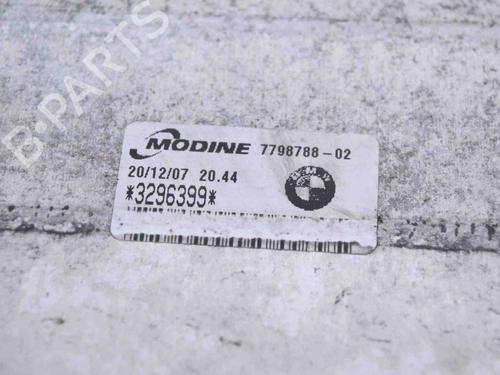 B-PARTS
MODINE 7798788-02
20/12/07 20.44
BMW
*3296399*